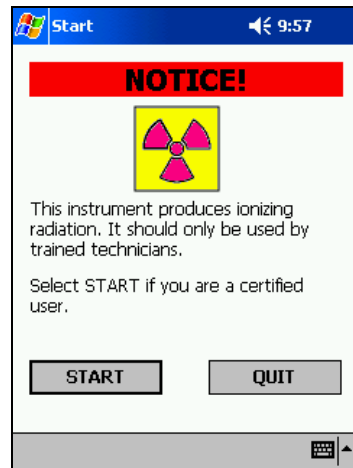 Start 9:57
NOTICE!
This instrument produces ionizing
radiation. It should only be used by
trained technicians.
Select START if you are a certified
user.
START QUIT